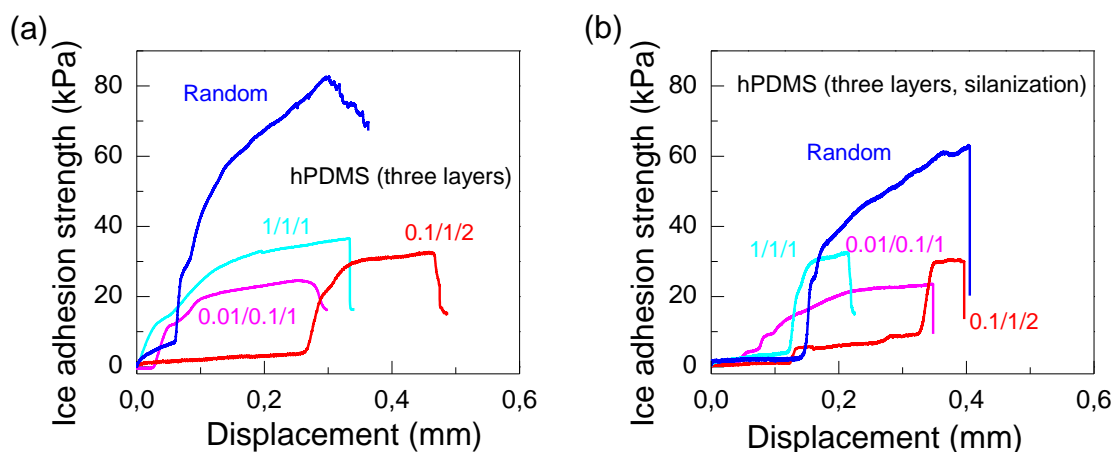 (a)
Ice adhesion strength (kPa)
80
60
40
20
0
0,0
0,2
0,4
0,6
Displacement (mm)
Random
hPDMS (three layers)
1/1/1
0.1/1/2
0.01/0.1/1
(b)
Ice adhesion strength (kPa)
80
60
40
20
0
0,0
0,2
0,4
0,6
Displacement (mm)
hPDMS (three layers, silanization)
Random
1/1/1
0.01/0.1/1
0.1/1/2